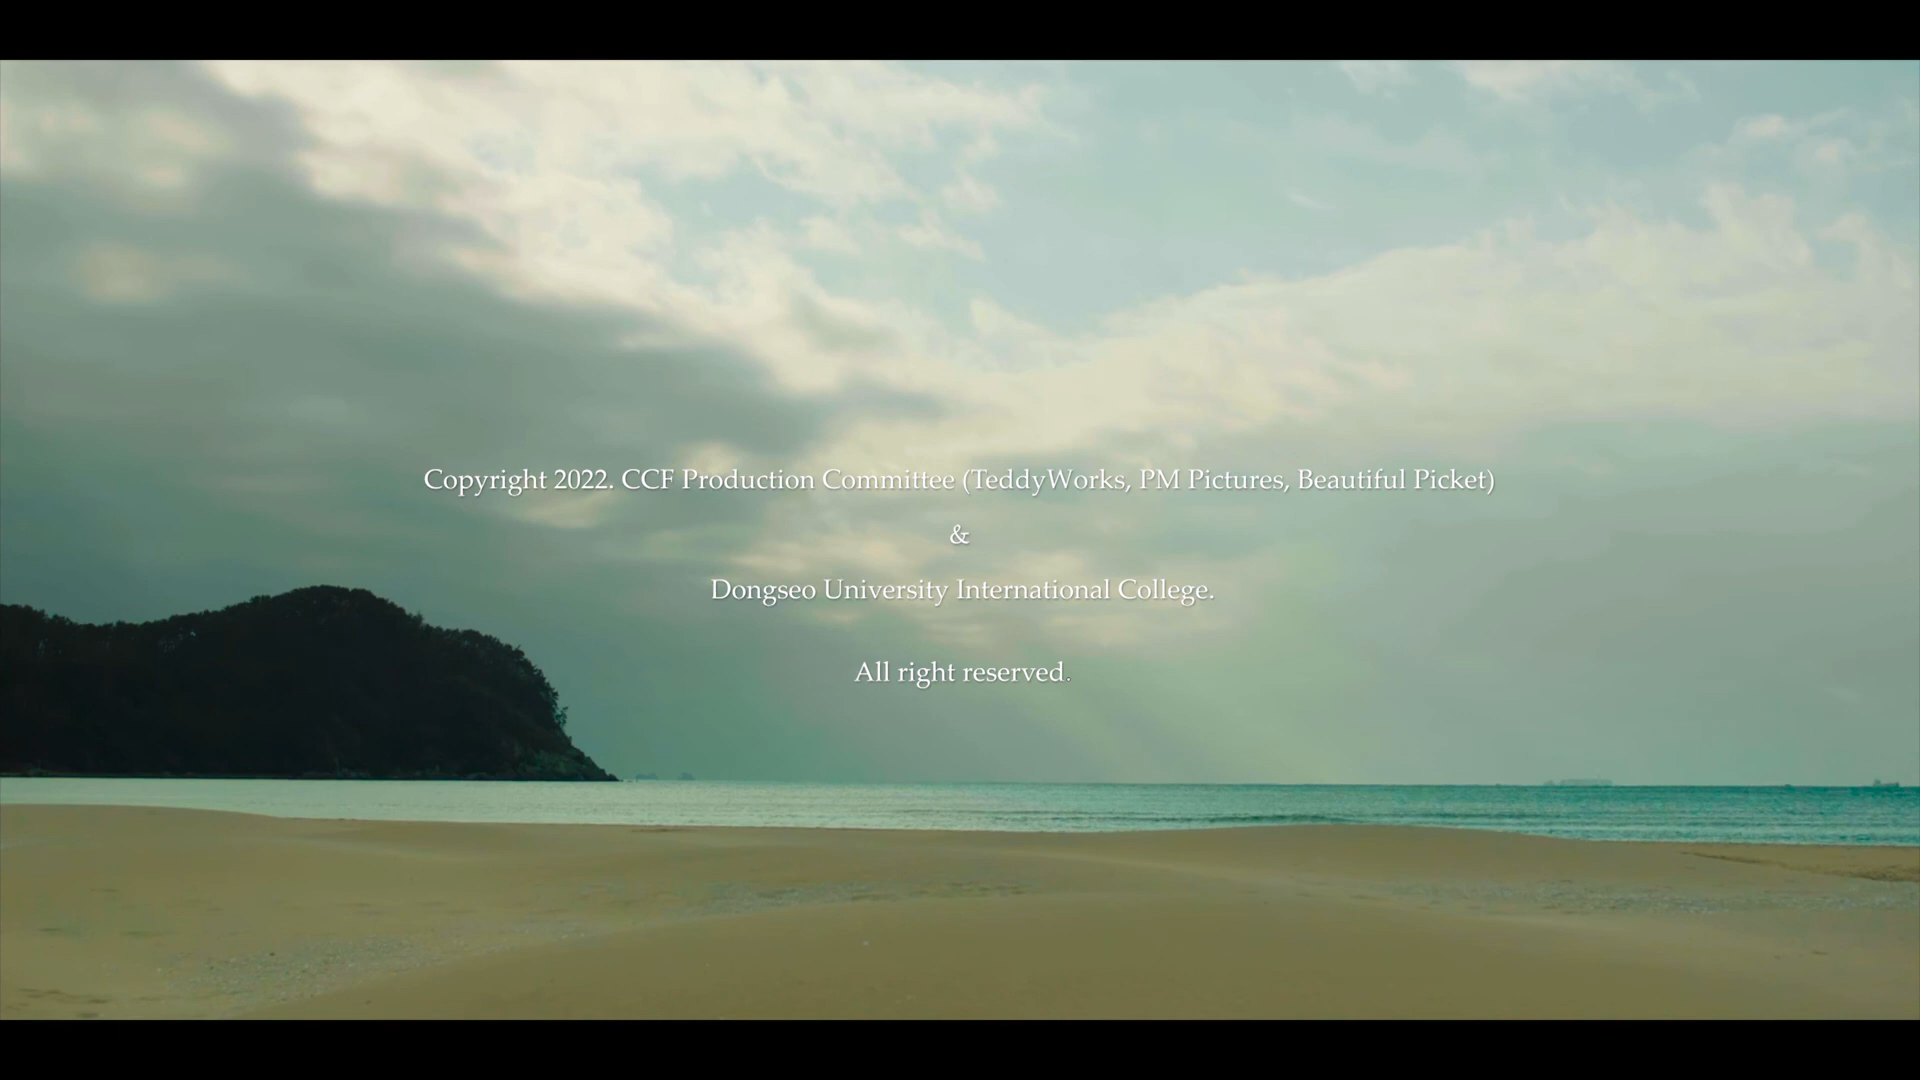 Copyright 2022. CCF Production Committee (TeddyWorks, PM Pictures, Beautiful Picket)
&
Dongseo University International College.
All right reserved.